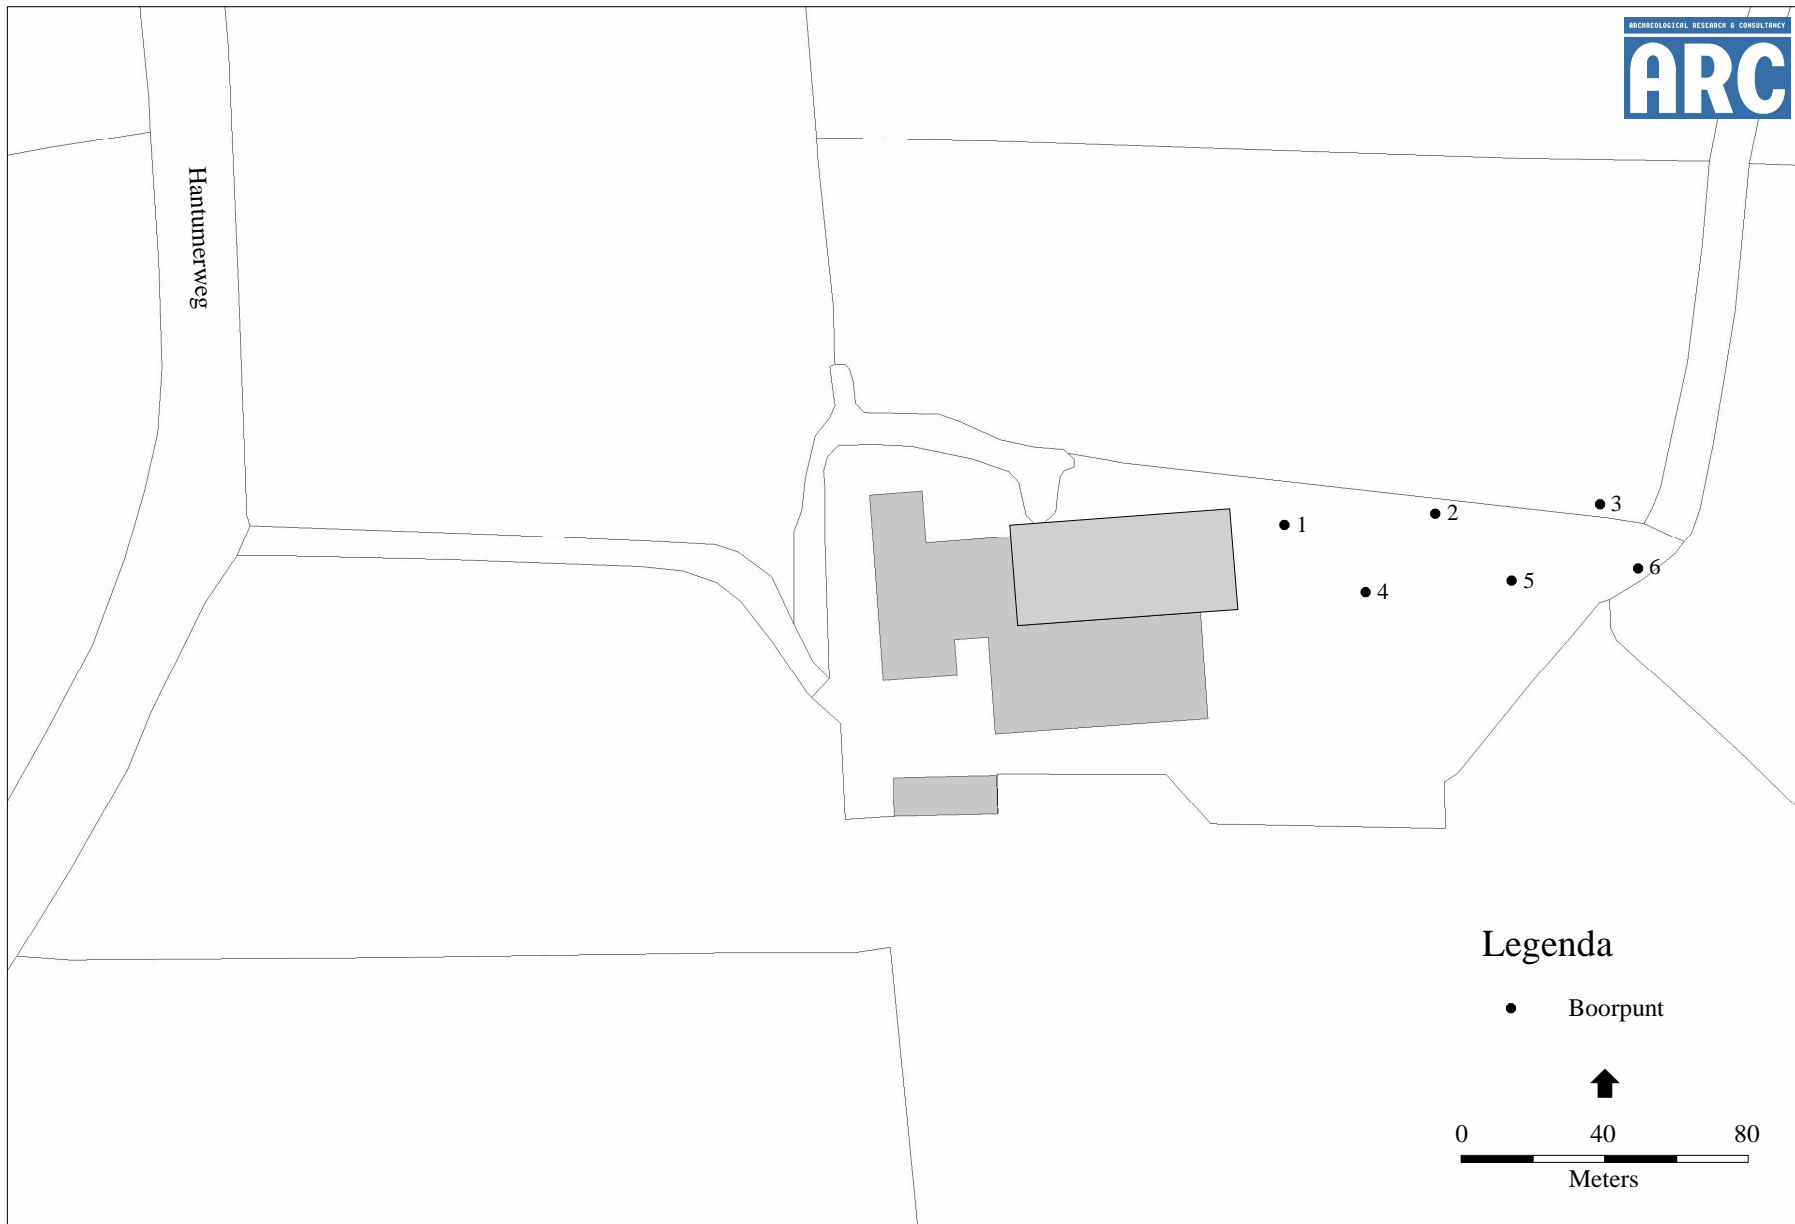 ARCHAEOLOGICAL RESEARCH & CONSULTANCY
ARC
Hantumerweg
1
2
3
4
5
6
Legenda
Boorpunt
0 40 80
Meters